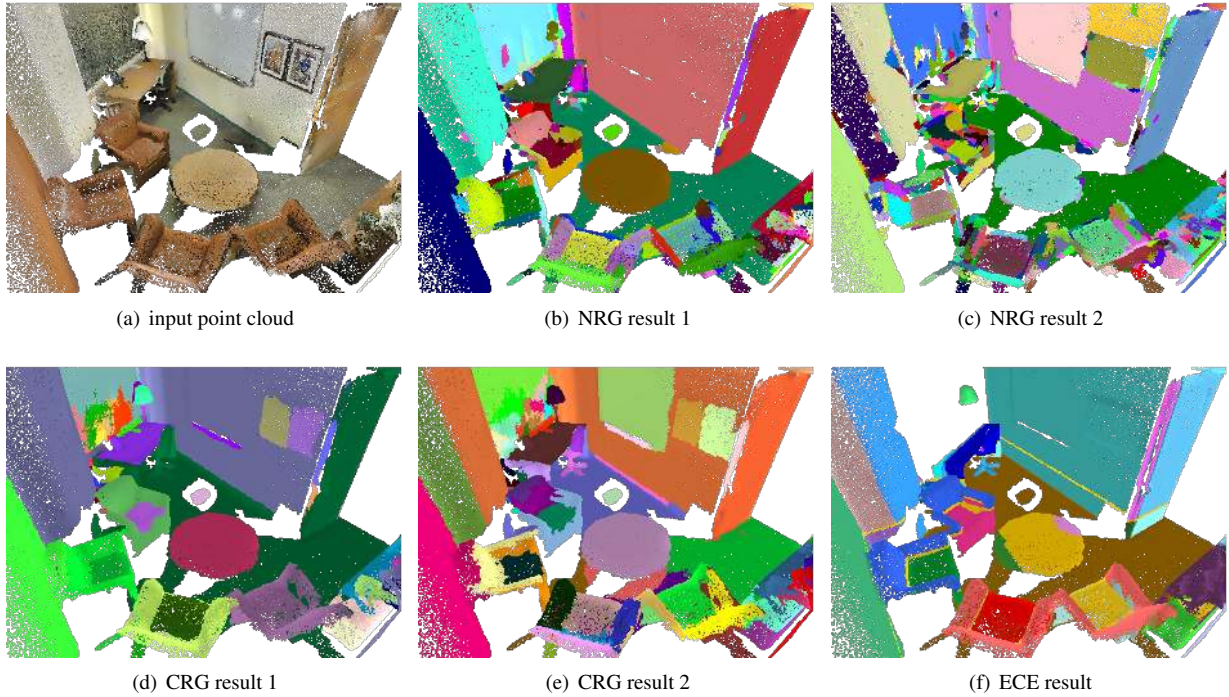 (a) input point cloud
(b) NRG result 1
(c) NRG result 2
(d) CRG result 1
(e) CRG result 2
(f) ECE result